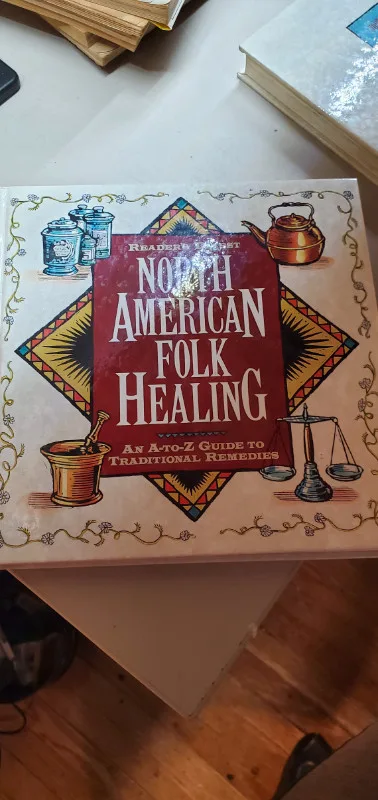 READER'S DIGEST
NORTH
AMERICAN
FOLK
HEALING
AN A-TO-Z GUIDE TO
TRADITIONAL REMEDIES